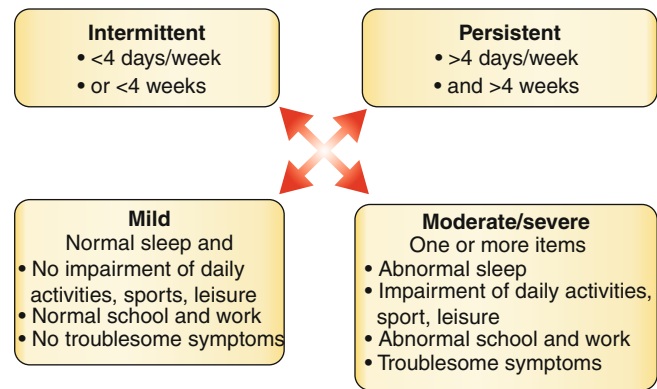 Intermittent
• <4 days/week
• or <4 weeks
Persistent
• >4 days/week
• and >4 weeks
Mild
Normal sleep and
• No impairment of daily
activities, sports, leisure
• Normal school and work
• No troublesome symptoms
Moderate/severe
One or more items
• Abnormal sleep
• Impairment of daily activities,
sport, leisure
• Abnormal school and work
• Troublesome symptoms